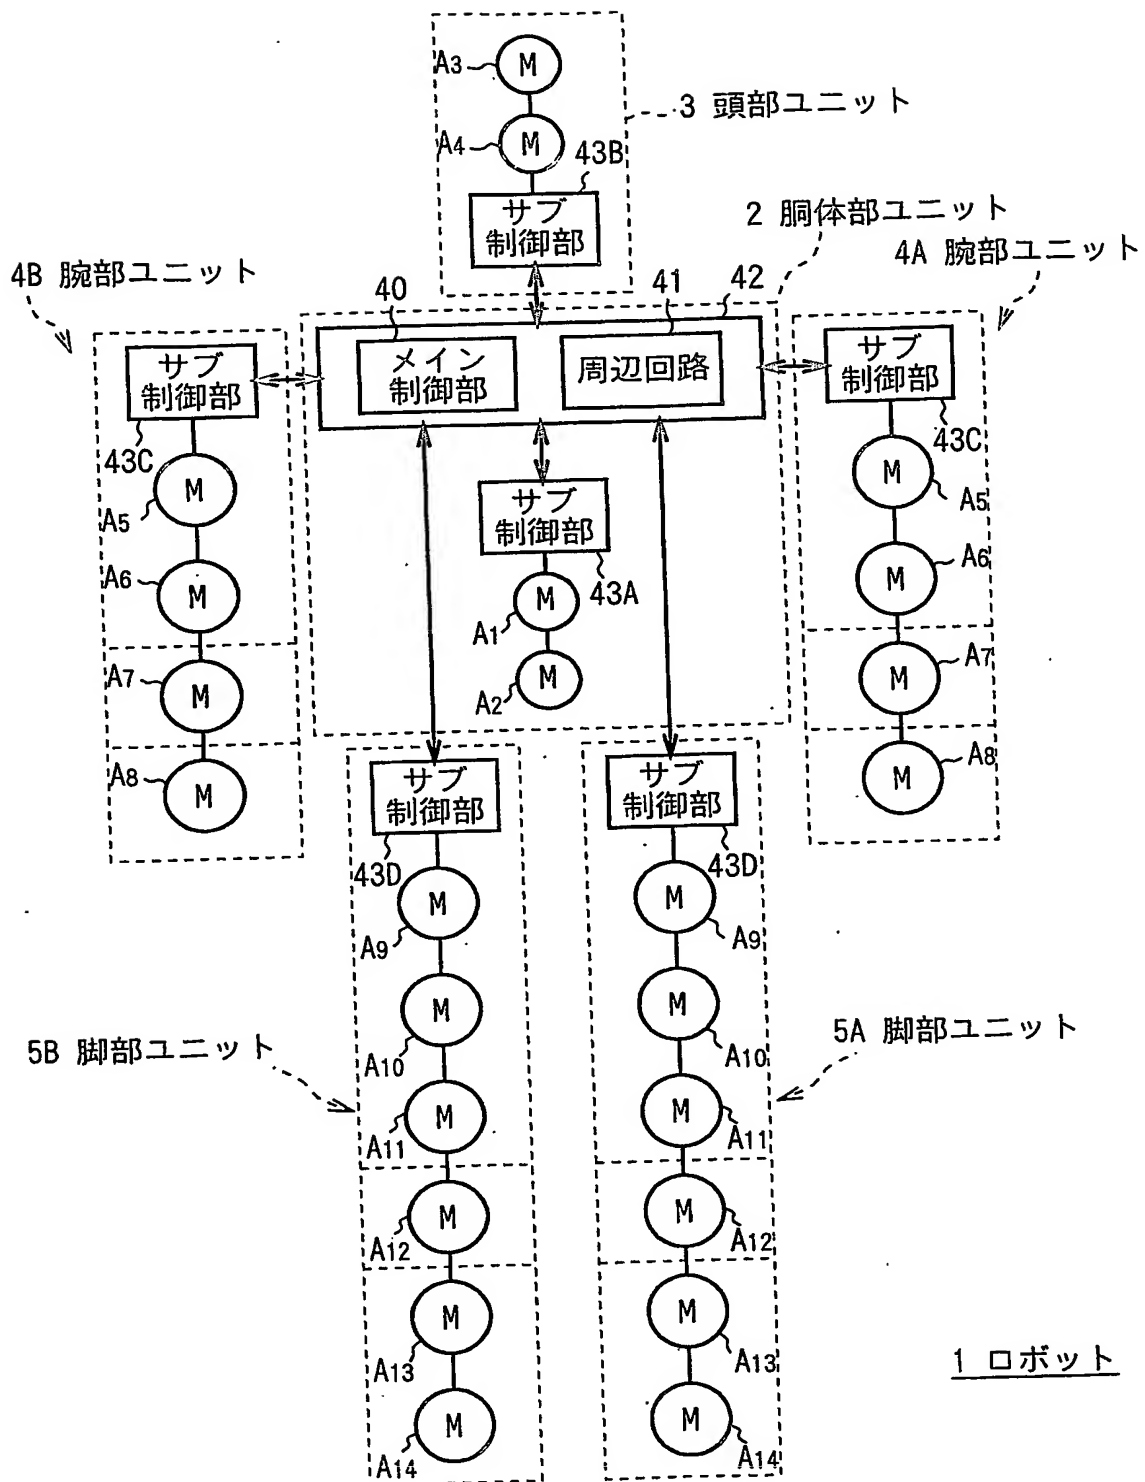 A3
M
3 頭部ユニット
A4
M
43B
サブ
制御部
2 胴体部ユニット
4A 腕部ユニット
4B 腕部ユニット
40
41
42
サブ
制御部
メイン
制御部
周辺回路
サブ
制御部
43C
43C
A5
M
サブ
制御部
M
A5
A6
M
43A
M
A6
A1
M
A7
M
A2
M
M
A7
A8
M
サブ
制御部
サブ
制御部
M
A8
43D
43D
M
A9
M
A9
M
A10
M
A10
5B 脚部ユニット
5A 脚部ユニット
M
A11
M
A11
M
A12
M
A12
M
A13
M
A13
1 ロボット
M
A14
M
A14